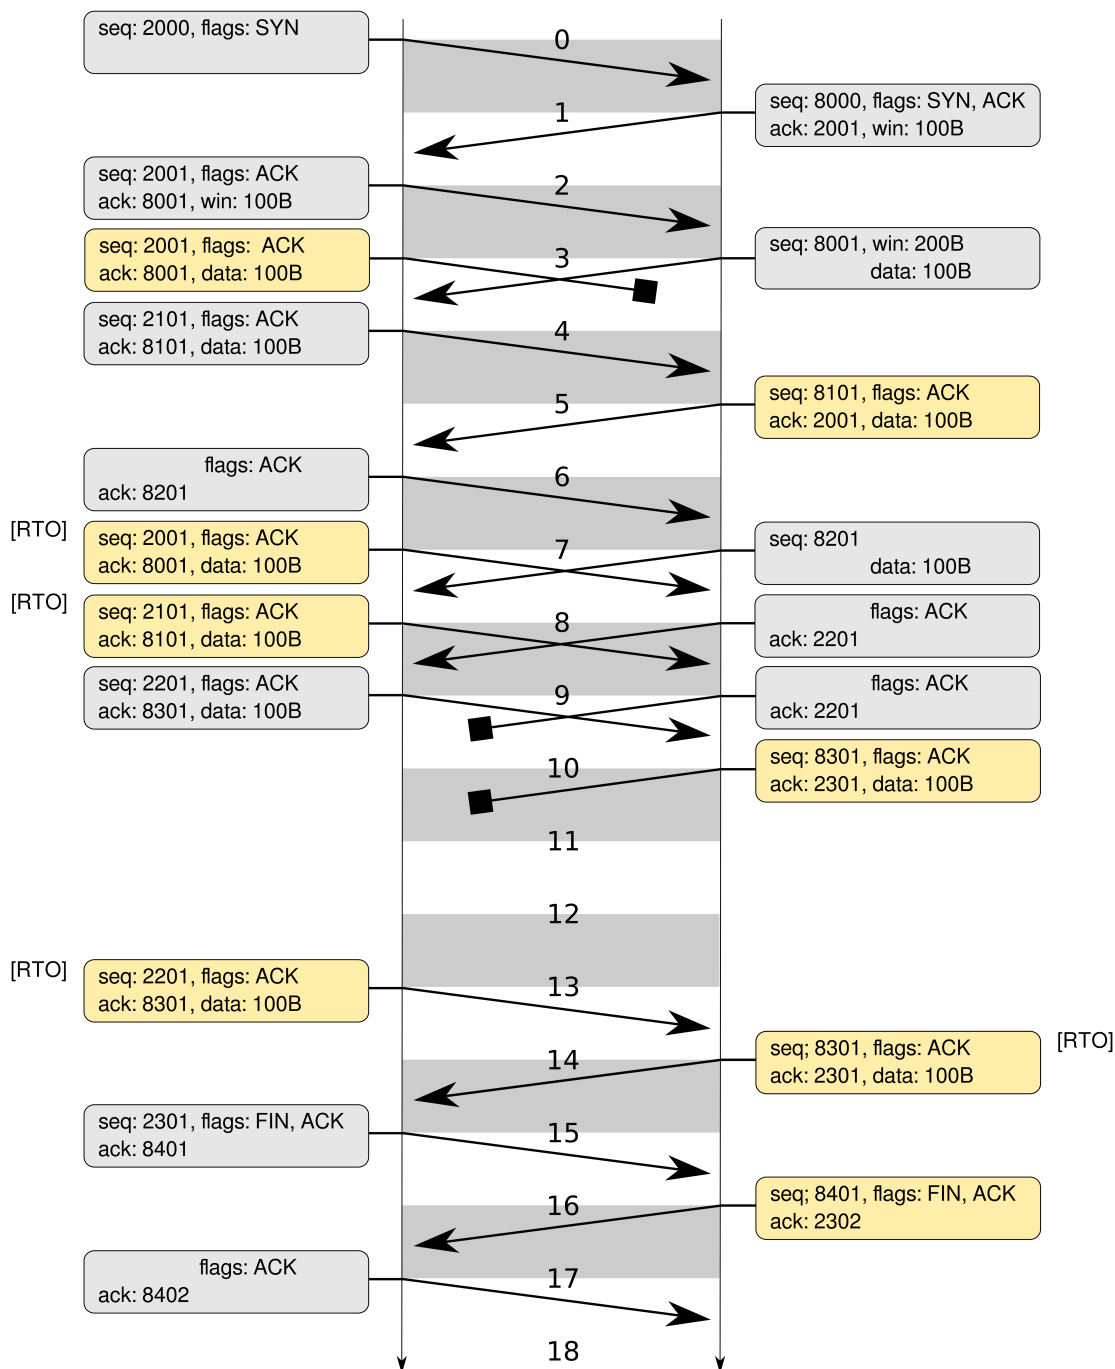 seq: 2000, flags: SYN
0
1
seq: 8000, flags: SYN, ACK
ack: 2001, win: 100B
seq: 2001, flags: ACK
ack: 8001, win: 100B
2
seq: 2001, flags:  ACK
ack: 8001, data: 100B
3
seq: 8001, win: 200B
data: 100B
seq: 2101, flags: ACK
ack: 8101, data: 100B
4
5
seq: 8101, flags: ACK
ack: 2001, data: 100B
flags: ACK
ack: 8201
6
[RTO]
seq: 2001, flags: ACK
ack: 8001, data: 100B
7
seq: 8201
data: 100B
[RTO]
seq: 2101, flags: ACK
ack: 8101, data: 100B
8
flags: ACK
ack: 2201
seq: 2201, flags: ACK
ack: 8301, data: 100B
9
flags: ACK
ack: 2201
10
seq: 8301, flags: ACK
ack: 2301, data: 100B
11
12
[RTO]
seq: 2201, flags: ACK
ack: 8301, data: 100B
13
14
seq; 8301, flags: ACK
ack: 2301, data: 100B
[RTO]
seq: 2301, flags: FIN, ACK
ack: 8401
15
16
seq; 8401, flags: FIN, ACK
ack: 2302
flags: ACK
ack: 8402
17
18